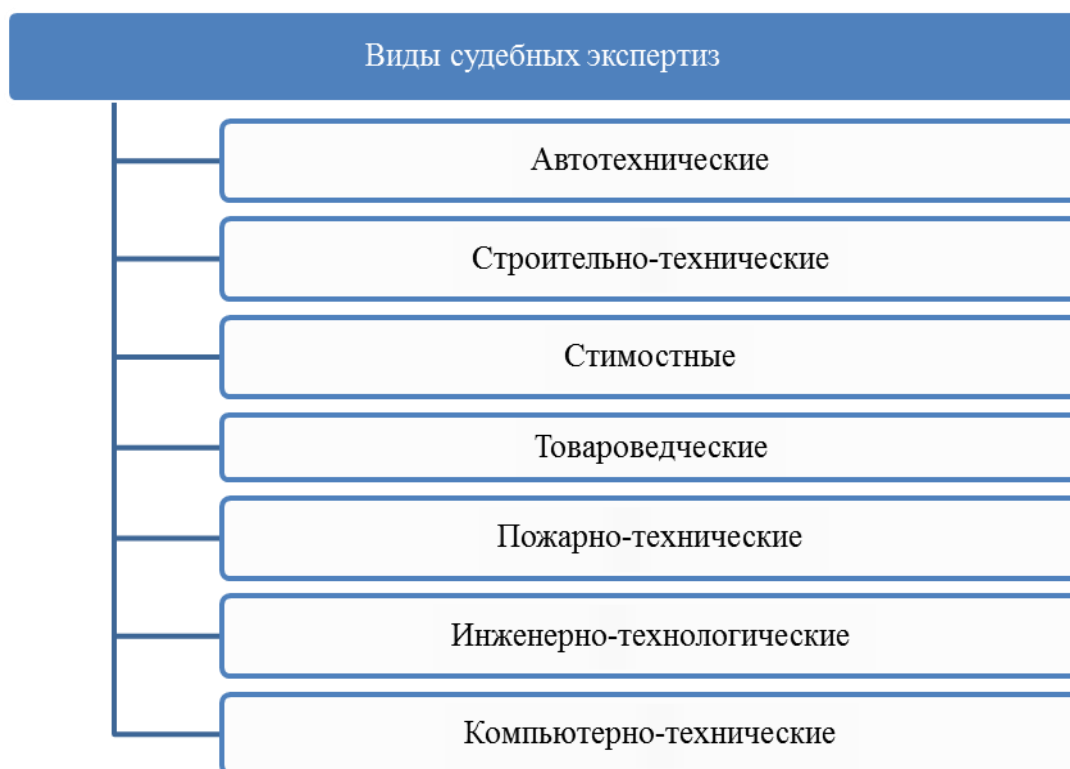 Виды судебных экспертиз
Автотехнические
Строительно-технические
Стимостные
Товароведческие
Пожарно-технические
Инженерно-технологические
Компьютерно-технические